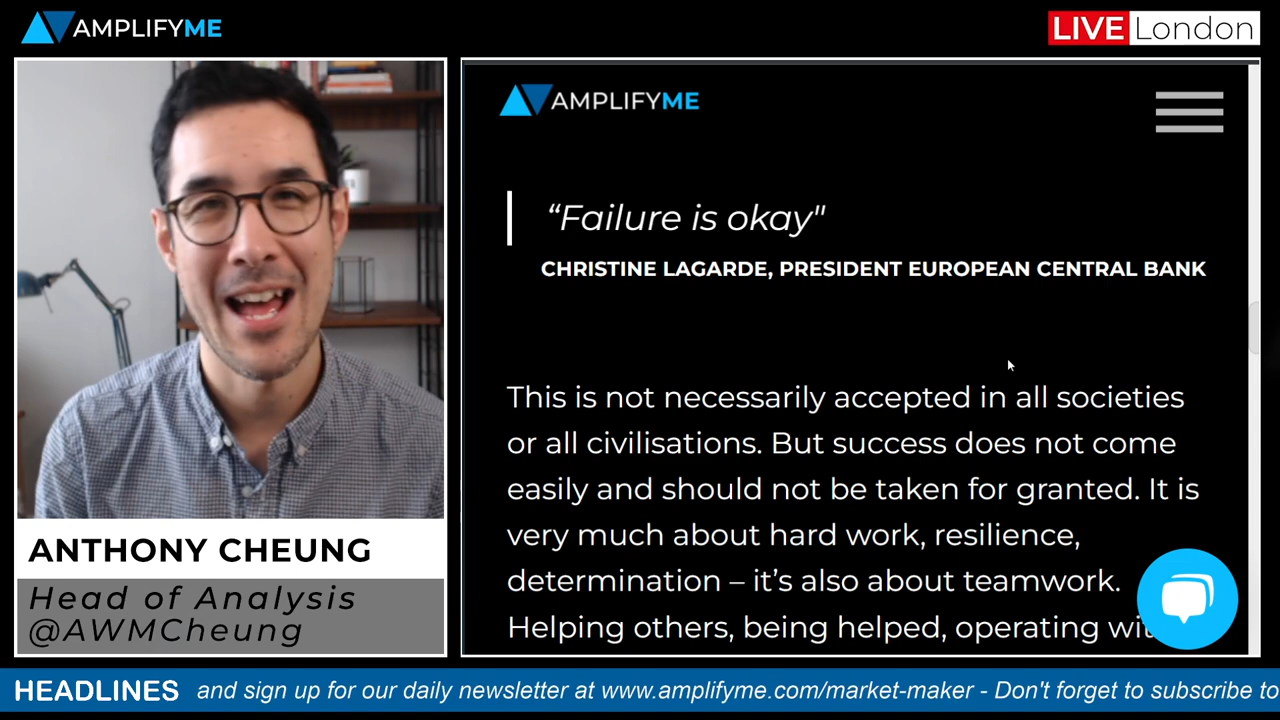 AMPLIFYME
LIVE London
AMPLIFYME
“Failure is okay"
CHRISTINE LAGARDE, PRESIDENT EUROPEAN CENTRAL BANK
This is not necessarily accepted in all societies
or all civilisations. But success does not come
easily and should not be taken for granted. It is
very much about hard work, resilience,
determination – it’s also about teamwork.
Helping others, being helped, operating
ANTHONY CHEUNG
Head of Analysis
@AWMCheung
HEADLINES and sign up for our daily newsletter at www.amplifyme.com/market-maker - Don't forget to subscribe to